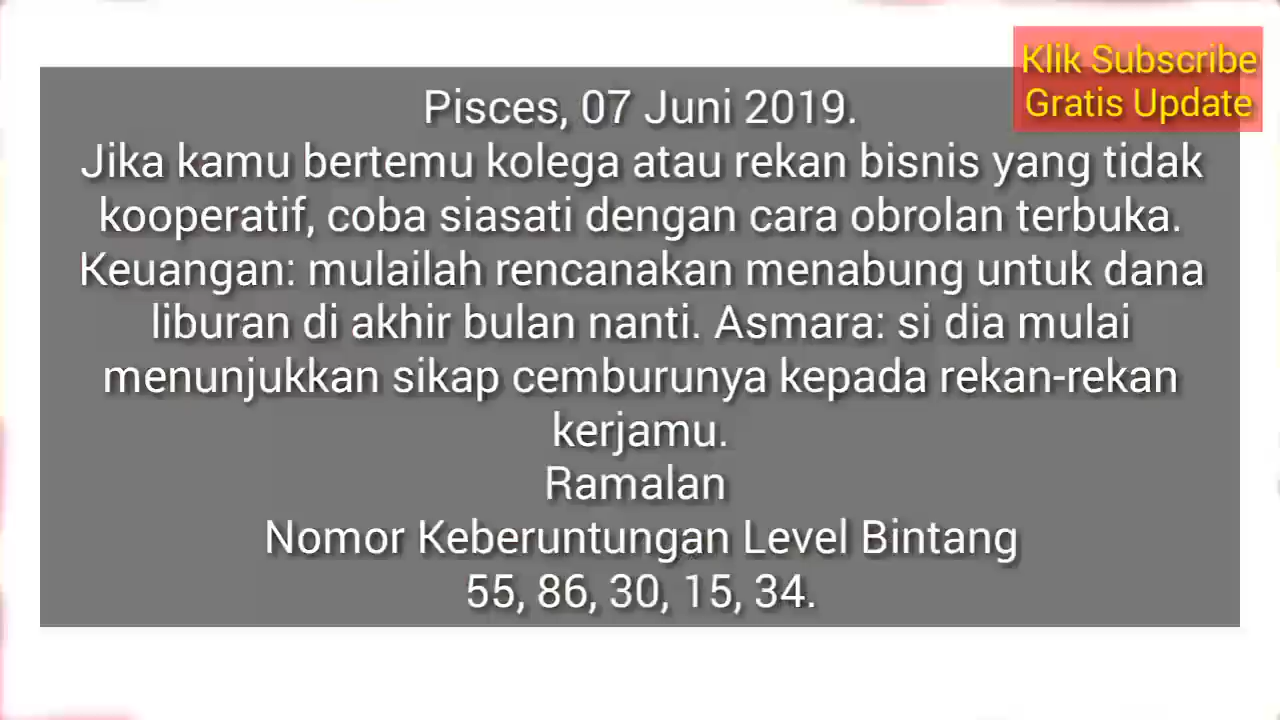 Klik Subscribe
Gratis Update
Pisces, 07 Juni 2019.
Jika kamu bertemu kolega atau rekan bisnis yang tidak
kooperatif, coba siasati dengan cara obrolan terbuka.
Keuangan: mulailah rencanakan menabung untuk dana
liburan di akhir bulan nanti. Asmara: si dia mulai
menunjukkan sikap cemburunya kepada rekan-rekan
kerjamu.
Ramalan
Nomor Keberuntungan Level Bintang
55, 86, 30, 15, 34.